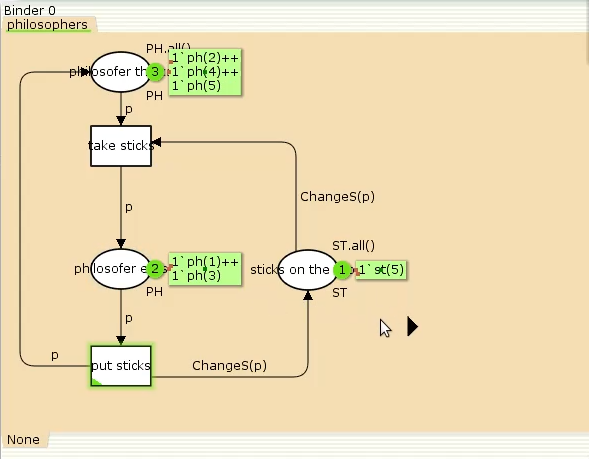 Binder 0
philosophers
PH.all()
philosofer th
3
1`ph(2)++
1`ph(4)++
1`ph(5)
PH
p
take sticks
p
ChangeS(p)
ST.all()
philosofer e
2
1`ph(1)++
1`ph(3)
sticks on the
1
1`st(5)
PH
ST
p
p
put sticks
ChangeS(p)
None